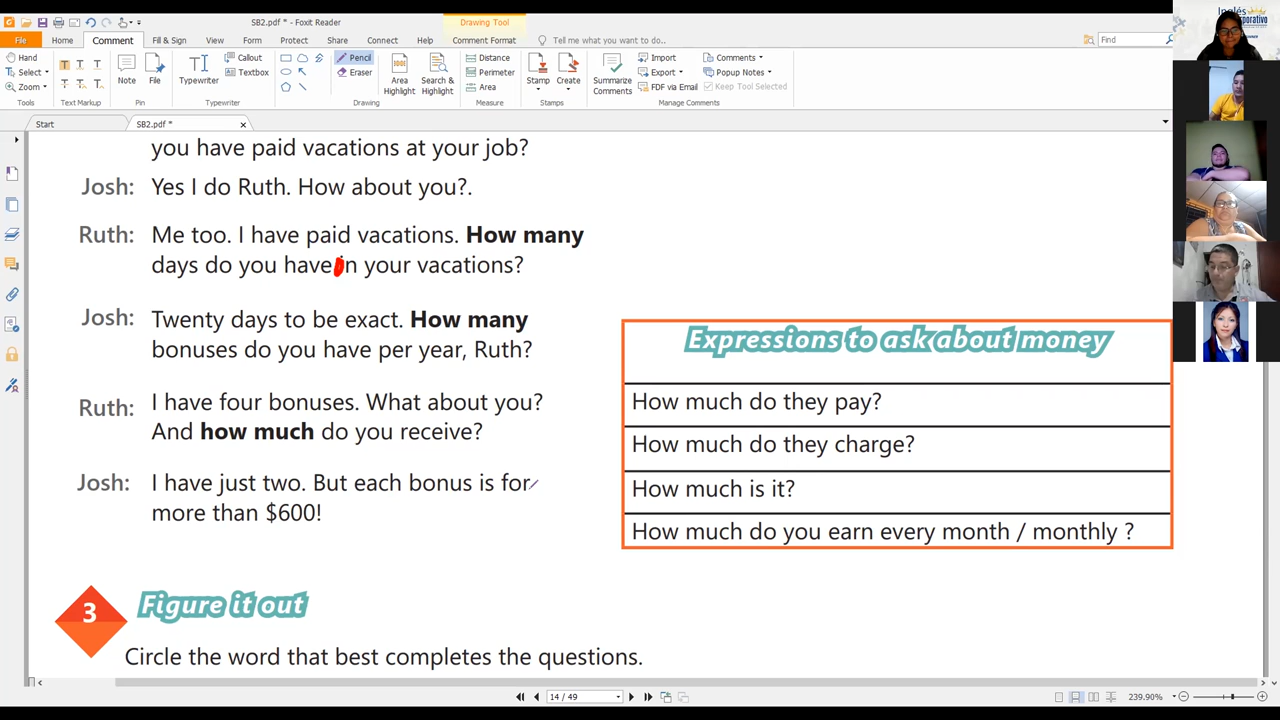 SB2.pdf * - Foxit Reader
Drawing Tool
File Home Comment Fill & Sign View Form Protect Share Connect Help Comment Format Tell me what you want to do..
Find
Hand
Select
Zoom
Tools
Text Markup
Note
File
Pin
Typewriter
Callout
Textbox
Typewriter
Pencil
Eraser
Drawing
Area Highlight
Search & Highlight
Distance
Perimeter
Area
Measure
Stamp
Create
Stamps
Summarize Comments
Import
Export
FDF via Email
Comments
Popup Notes
Keep Tool Selected
Manage Comments
Start
SB2.pdf *
you have paid vacations at your job?
Josh: Yes I do Ruth. How about you?.
Ruth: Me too. I have paid vacations. How many
days do you have in your vacations?
Josh: Twenty days to be exact. How many
bonuses do you have per year, Ruth?
Ruth: I have four bonuses. What about you?
And how much do you receive?
Josh: I have just two. But each bonus is for
more than $600!
Expressions to ask about money
How much do they pay?
How much do they charge?
How much is it?
How much do you earn every month / monthly ?
3 Figure it out
Circle the word that best completes the questions.
14 / 49
239.90%
Inglés